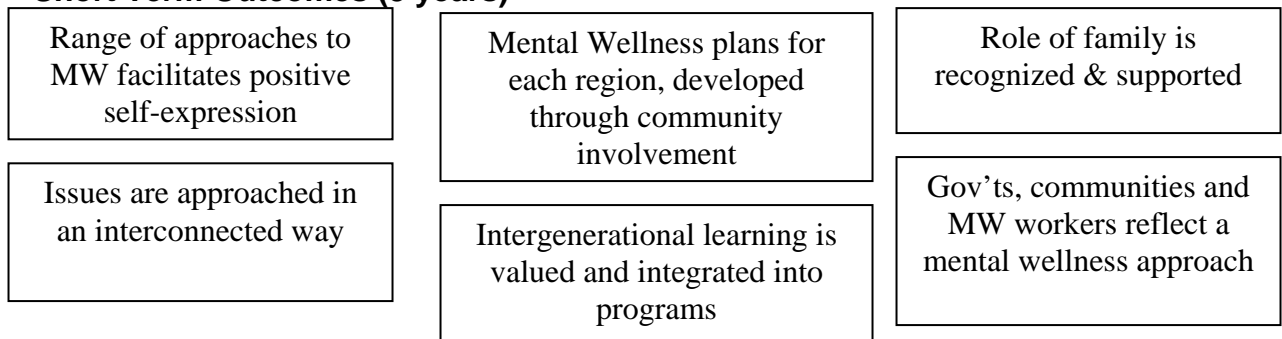 Range of approaches to
MW facilitates positive
self-expression
Issues are approached in
an interconnected way
Mental Wellness plans for
each region, developed
through community
involvement
Intergenerational learning is
valued and integrated into
programs
Role of family is
recognized & supported
Gov'ts, communities and
MW workers reflect a
mental wellness approach